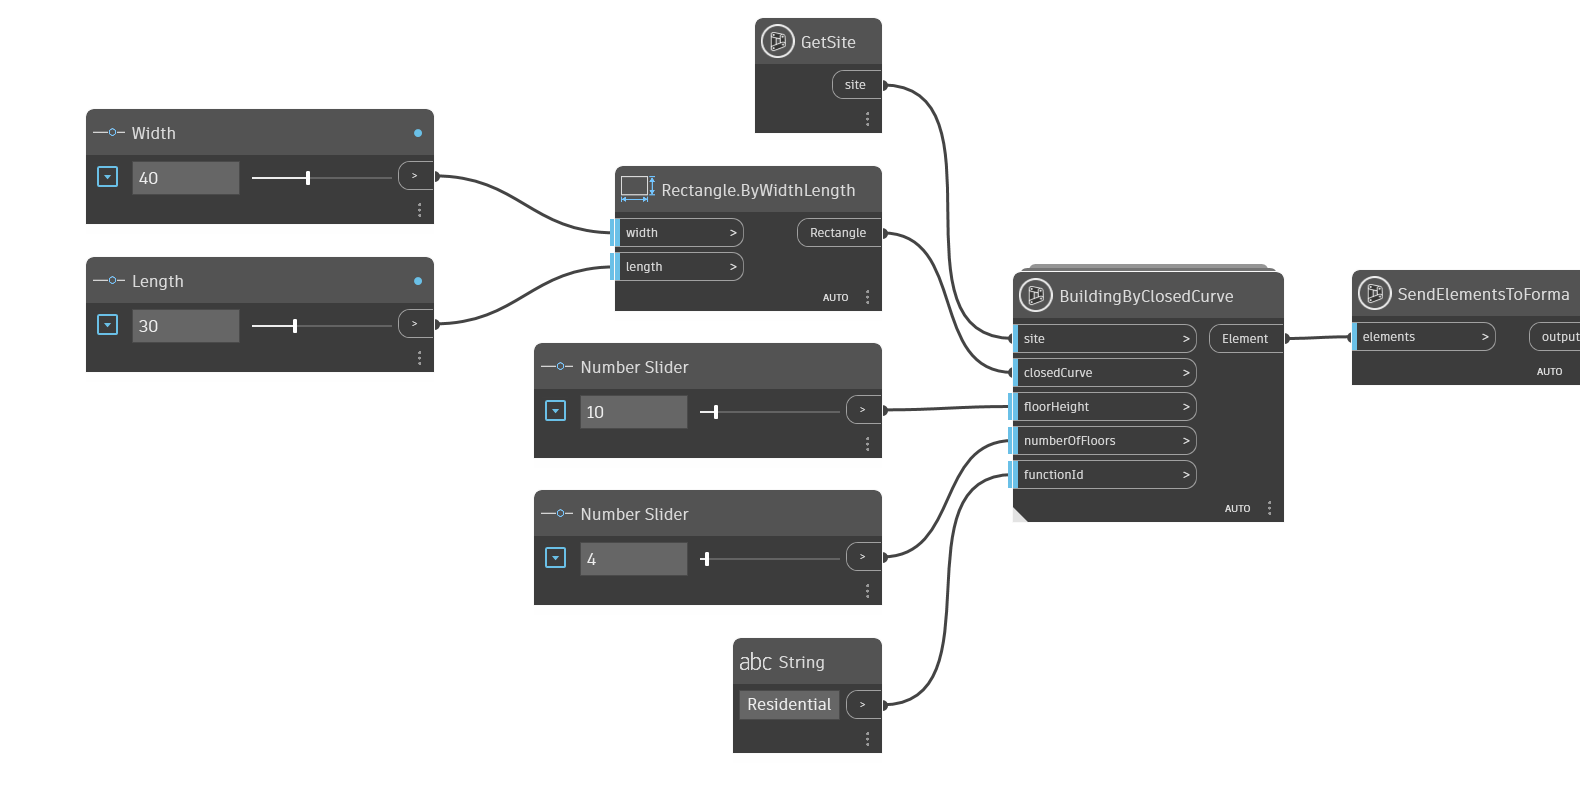 GetSite
site
Width
40
>
Length
30
>
Rectangle.ByWidthLength
width >
Rectangle
length >
AUTO
Number Slider
10
>
Number Slider
4
>
abc String
Residential
>
BuildingByClosedCurve
site >
Element
closedCurve >
floorHeight >
numberOfFloors >
functionId >
AUTO
SendElementsToForma
elements >
output
AUTO